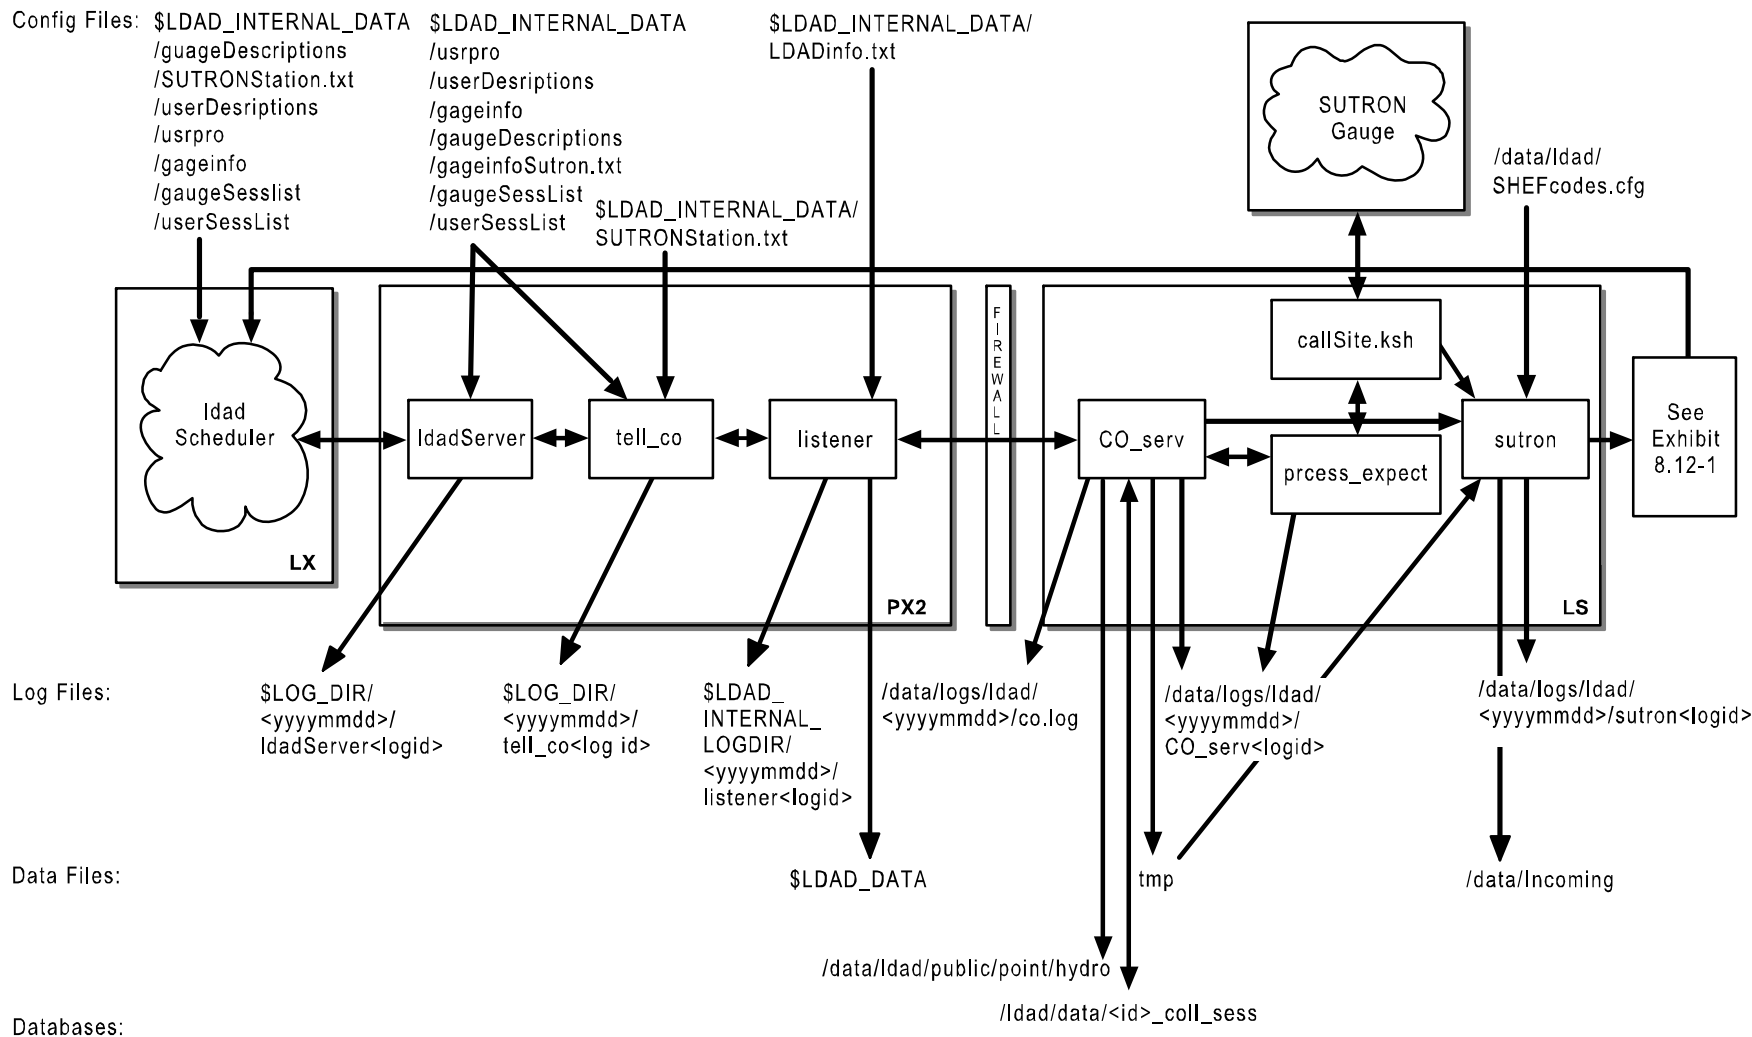 Config Files:
$LDAD_INTERNAL_DATA
/guageDescriptions
/SUTRONStation.txt
/userDesriptions
/usrpro
/gageinfo
/gaugeSesslist
/userSessList
$LDAD_INTERNAL_DATA
/usrpro
/userDesriptions
/gageinfo
/gaugeDescriptions
/gageinfoSutron.txt
/gaugeSessList
/userSessList
$LDAD_INTERNAL_DATA/
SUTRONStation.txt
$LDAD_INTERNAL_DATA/
LDADinfo.txt
SUTRON
Gauge
/data/ldad/
SHEFcodes.cfg
ldad
Scheduler
LX
ldadServer
tell_co
listener
PX2
FIREWALL
CO_serv
callSite.ksh
prcess_expect
sutron
LS
See
Exhibit
8.12-1
Log Files:
$LOG_DIR/
<yyyymmdd>/
ldadServer<logid>
$LOG_DIR/
<yyyymmdd>/
tell_co<log id>
$LDAD_
INTERNAL_
LOGDIR/
<yyyymmdd>/
listener<logid>
/data/logs/ldad/
<yyyymmdd>/co.log
/data/logs/ldad/
<yyyymmdd>/
CO_serv<logid>
/data/logs/ldad/
<yyyymmdd>/sutron<logid>
Data Files:
$LDAD_DATA
tmp
/data/Incoming
/data/ldad/public/point/hydro
/ldad/data/<id>_coll_sess
Databases: